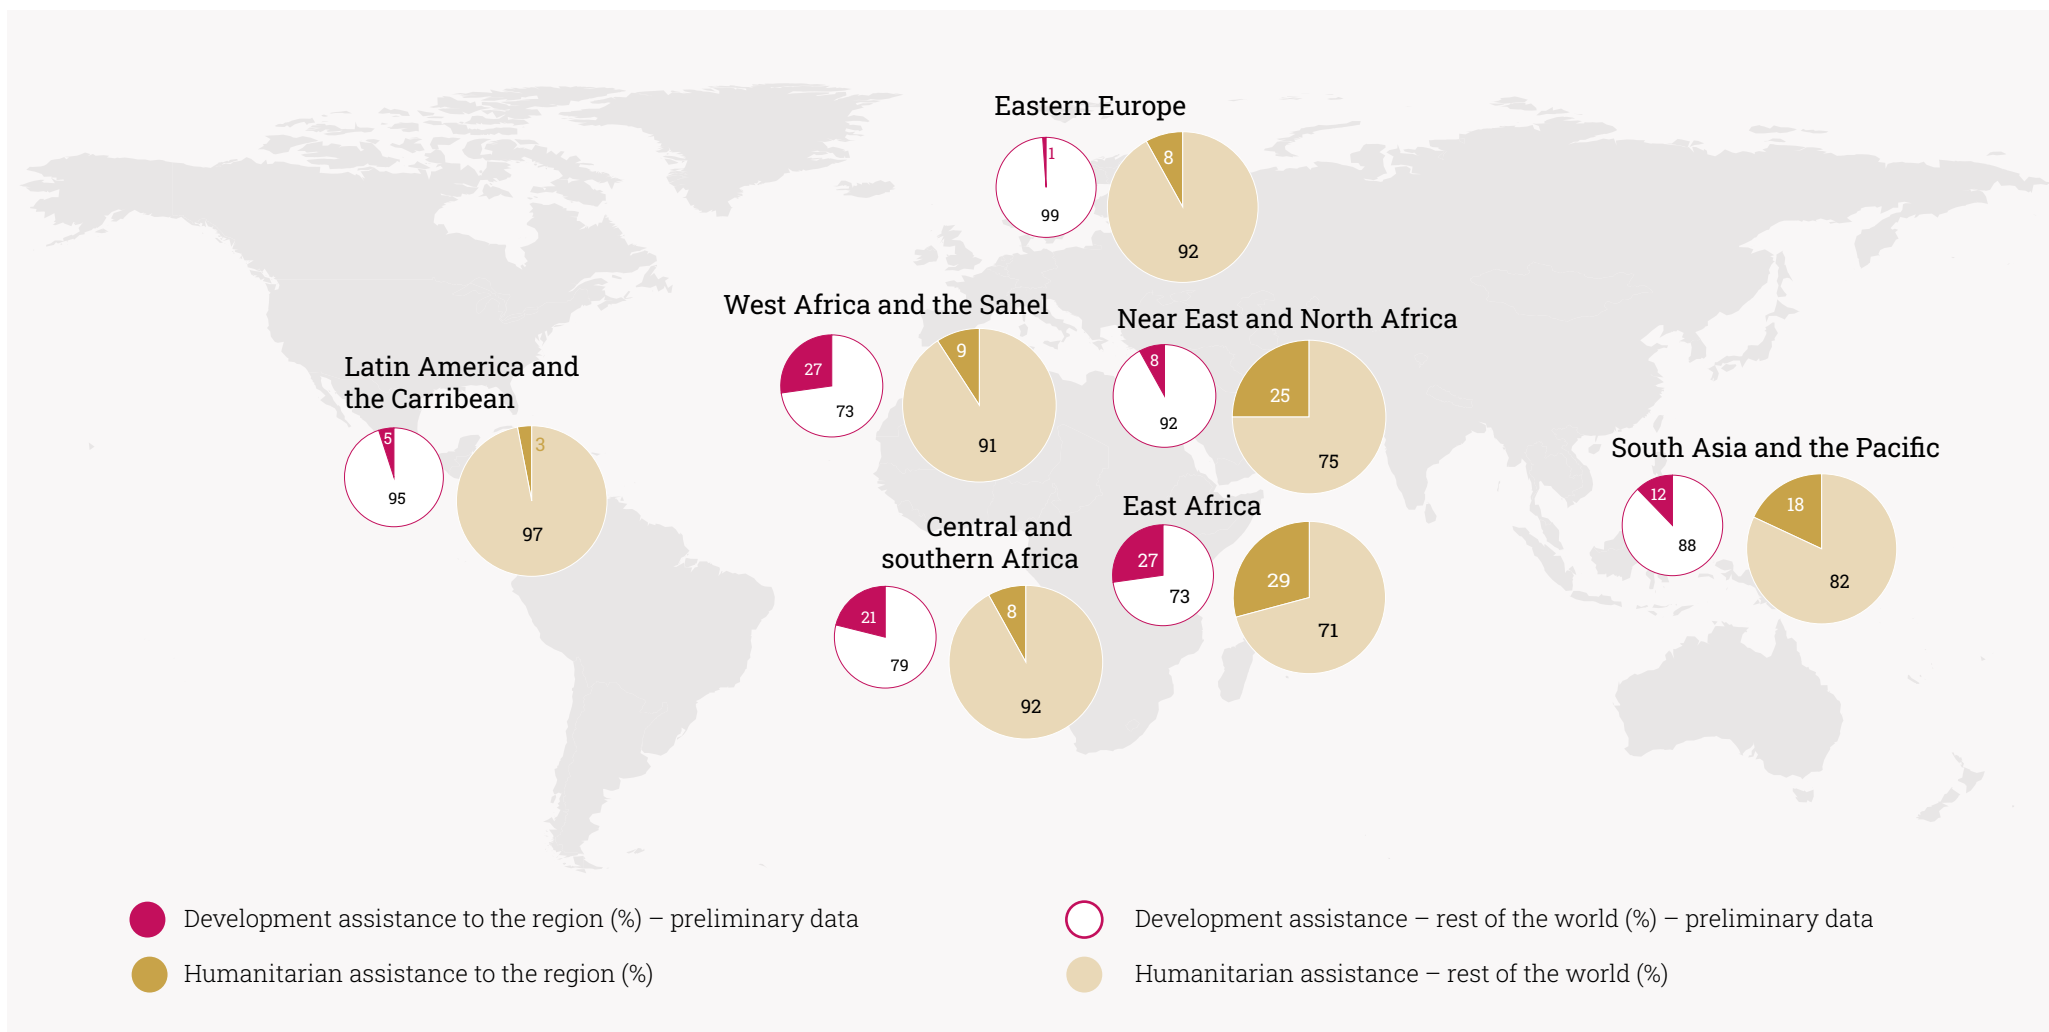 Eastern Europe
1
99
8
92
West Africa and the Sahel
27
73
9
91
Near East and North Africa
8
92
25
75
Latin America and
the Carribean
5
95
3
97
South Asia and the Pacific
12
88
18
82
East Africa
27
73
29
71
Central and
southern Africa
21
79
8
92
Development assistance to the region (%) – preliminary data
Humanitarian assistance to the region (%)
Development assistance – rest of the world (%) – preliminary data
Humanitarian assistance – rest of the world (%)